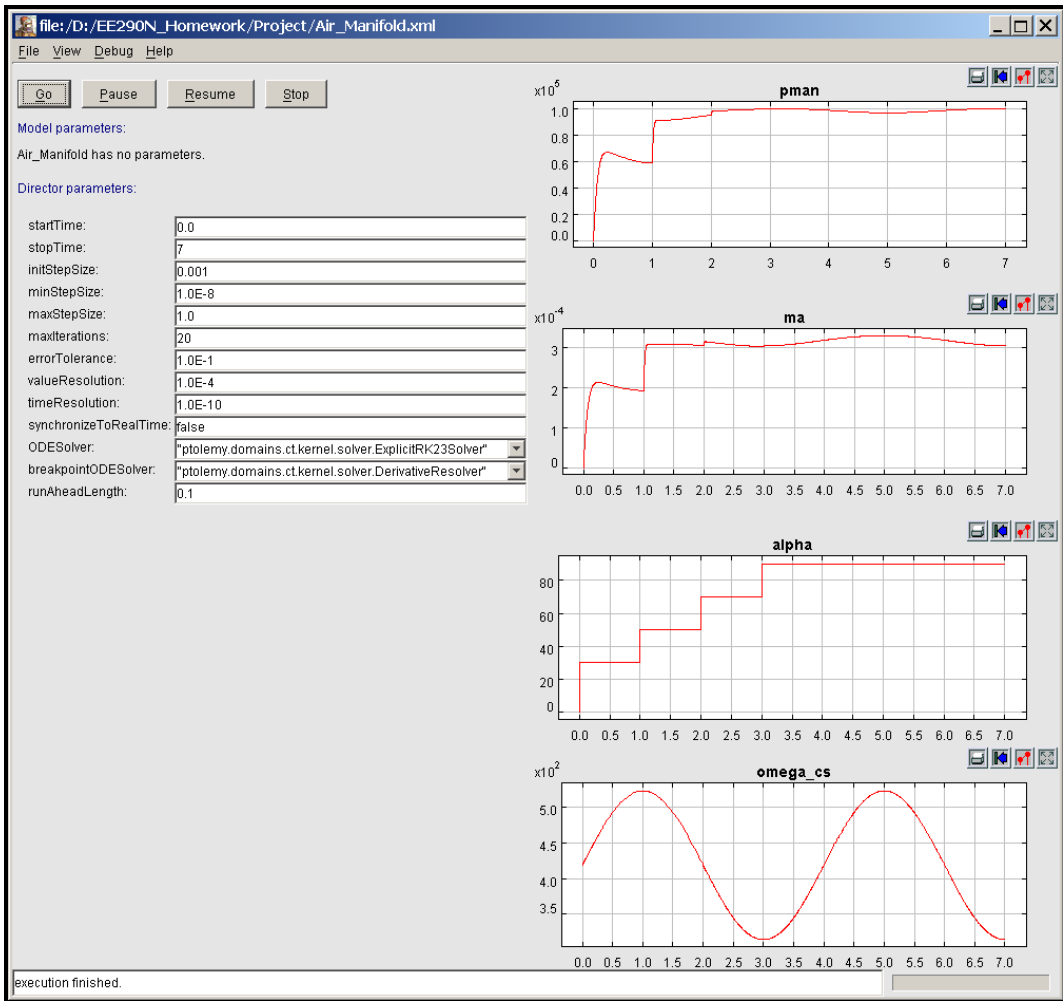 file:/D:/EE290N_Homework/Project/Air_Manifold.xml
File View Debug Help
Go Pause Resume Stop
Model parameters:
Air_Manifold has no parameters.
Director parameters:
startTime: 0.0
stopTime: 7
initStepSize: 0.001
minStepSize: 1.0E-8
maxStepSize: 1.0
maxIterations: 20
errorTolerance: 1.0E-1
valueResolution: 1.0E-4
timeResolution: 1.0E-10
synchronizeToRealTime: false
ODESolver: "ptolemy.domains.ct.kernel.solver.ExplicitRK23Solver"
breakpointODESolver: "ptolemy.domains.ct.kernel.solver.DerivativeResolver"
runAheadLength: 0.1
x10^5
pman
1.0
0.8
0.6
0.4
0.2
0.0
0 1 2 3 4 5 6 7
x10^-4
ma
3
2
1
0
0.0 0.5 1.0 1.5 2.0 2.5 3.0 3.5 4.0 4.5 5.0 5.5 6.0 6.5 7.0
alpha
80
60
40
20
0
0.0 0.5 1.0 1.5 2.0 2.5 3.0 3.5 4.0 4.5 5.0 5.5 6.0 6.5 7.0
x10^2
omega_cs
5.0
4.5
4.0
3.5
0.0 0.5 1.0 1.5 2.0 2.5 3.0 3.5 4.0 4.5 5.0 5.5 6.0 6.5 7.0
execution finished.